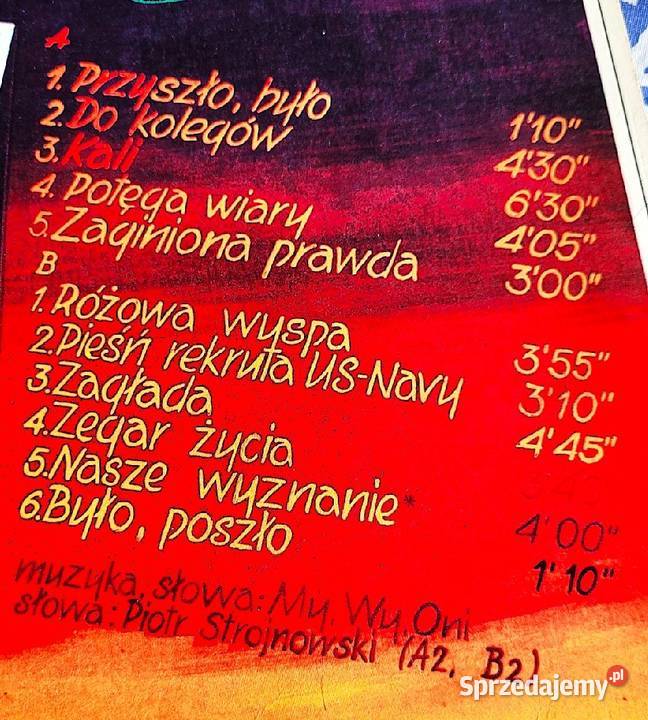 A
1. Przyszło, było 1'10"
2. Do kolegów 4'30"
3. Kali 6'30"
4. Potęga wiary 4'05"
5. Zaginiona prawda 3'00"
B
1. Różowa wyspa 3'55"
2. Pieśń rekruta US-Navy 3'10"
3. Zagłada 4'45"
4. Zegar życia
5. Nasze wyznanie* 4'00"
6. Było, poszło 1'10"
muzyka, słowa: My, Wy, Oni
słowa: Piotr Strojnowski (A2, B2)
Sprzedajemy.pl